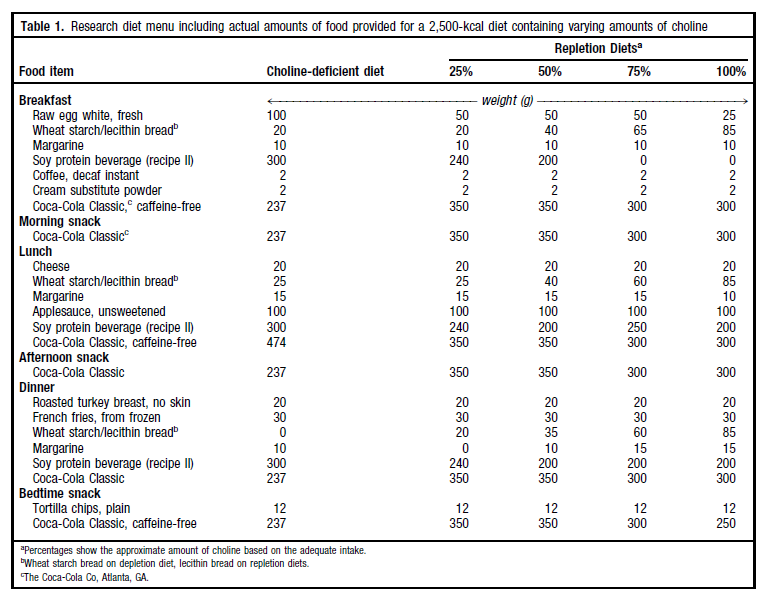 Table 1. Research diet menu including actual amounts of food provided for a 2,500-kcal diet containing varying amounts of choline
Repletion Dietsa
Food item Choline-deficient diet 25% 50% 75% 100%
Breakfast weight (g)
Raw egg white, fresh 100 50 50 50 25
Wheat starch/lecithin breadb 20 20 40 65 85
Margarine 10 10 10 10 10
Soy protein beverage (recipe II) 300 240 200 0 0
Coffee, decaf instant 2 2 2 2 2
Cream substitute powder 2 2 2 2 2
Coca-Cola Classic,c caffeine-free 237 350 350 300 300
Morning snack
Coca-Cola Classicc 237 350 350 300 300
Lunch
Cheese 20 20 20 20 20
Wheat starch/lecithin breadb 25 25 40 60 85
Margarine 15 15 15 15 10
Applesauce, unsweetened 100 100 100 100 100
Soy protein beverage (recipe II) 300 240 200 250 200
Coca-Cola Classic, caffeine-free 474 350 350 300 300
Afternoon snack
Coca-Cola Classic 237 350 350 300 300
Dinner
Roasted turkey breast, no skin 20 20 20 20 20
French fries, from frozen 30 30 30 30 30
Wheat starch/lecithin breadb 0 20 35 60 85
Margarine 10 0 10 15 15
Soy protein beverage (recipe II) 300 240 200 200 200
Coca-Cola Classic 237 350 350 300 300
Bedtime snack
Tortilla chips, plain 12 12 12 12 12
Coca-Cola Classic, caffeine-free 237 350 350 300 250
aPercentages show the approximate amount of choline based on the adequate intake.
bWheat starch bread on depletion diet, lecithin bread on repletion diets.
cThe Coca-Cola Co, Atlanta, GA.